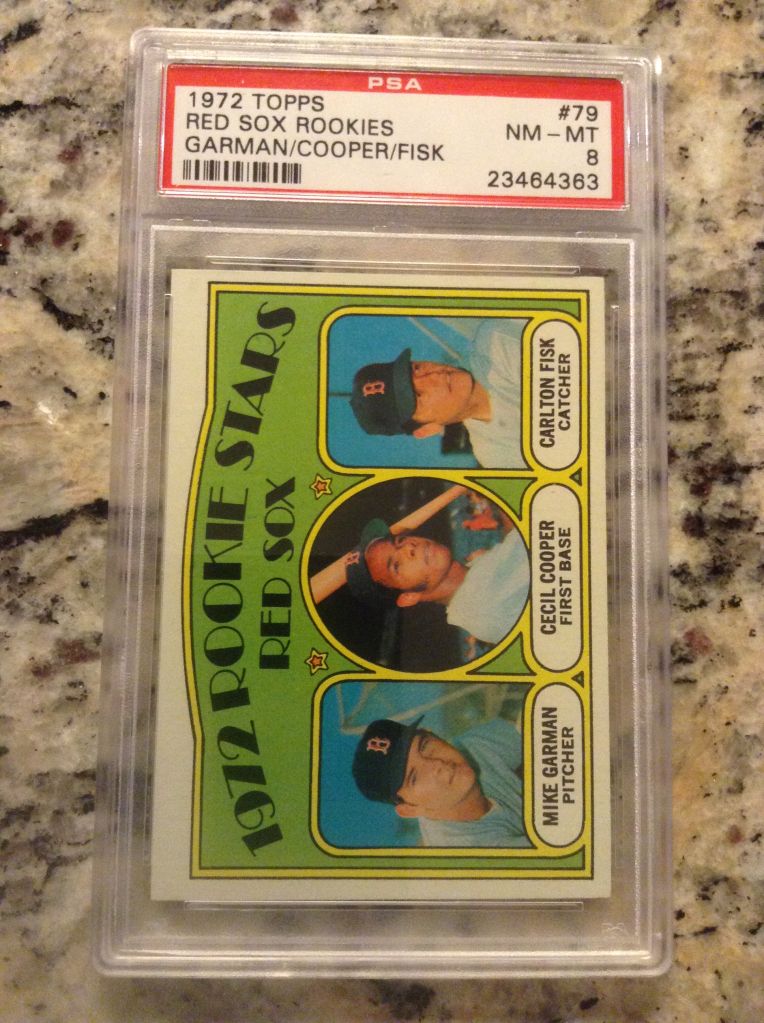 PSA
1972 TOPPS #79
RED SOX ROOKIES NM - MT
GARMAN/COOPER/FISK 8
23464363
1972 ROOKIE STARS
RED SOX
B
B
B
MIKE GARMAN
PITCHER
CECIL COOPER
FIRST BASE
CARLTON FISK
CATCHER